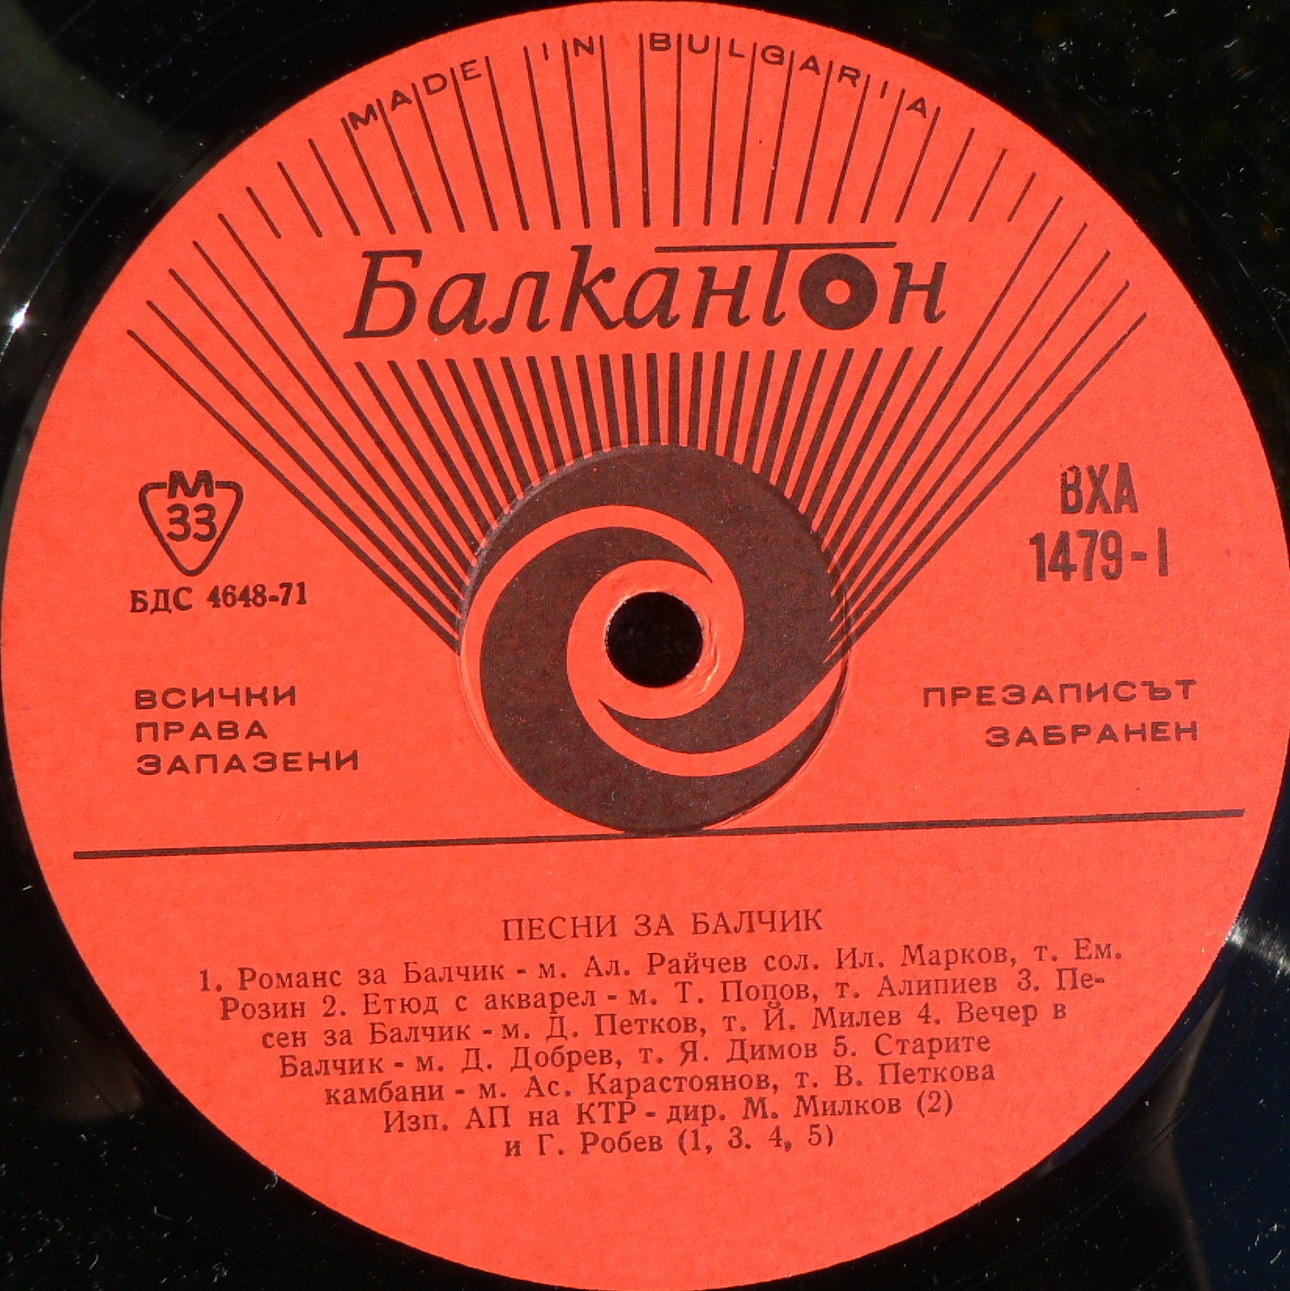 MADE IN BULGARIA
Балкантон
М
33
БДС 4648-71
ВХА
1479-I
ВСИЧКИ
ПРАВА
ЗАПАЗЕНИ
ПРЕЗАПИСЪТ
ЗАБРАНЕН
ПЕСНИ ЗА БАЛЧИК
1. Романс за Балчик - м. Ал. Райчев сол. Ил. Марков, т. Ем.
Розин 2. Етюд с акварел - м. Т. Попов, т. Алипиев 3. Пе-
сен за Балчик - м. Д. Петков, т. Й. Милев 4. Вечер в
Балчик - м. Д. Добрев, т. Я. Димов 5. Старите
камбани - м. Ас. Карастоянов, т. В. Петкова
Изп. АП на КТР - дир. М. Милков (2)
и Г. Робев (1, 3. 4, 5)